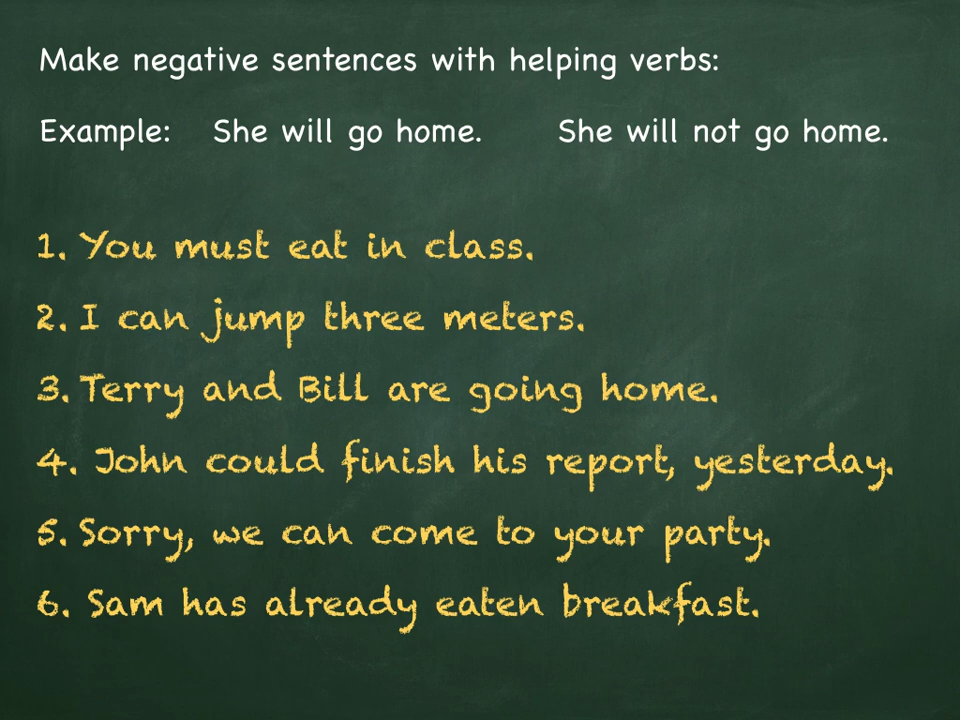 Make negative sentences with helping verbs:
Example: She will go home. She will not go home.
1. You must eat in class.
2. I can jump three meters.
3. Terry and Bill are going home.
4. John could finish his report, yesterday.
5. Sorry, we can come to your party.
6. Sam has already eaten breakfast.